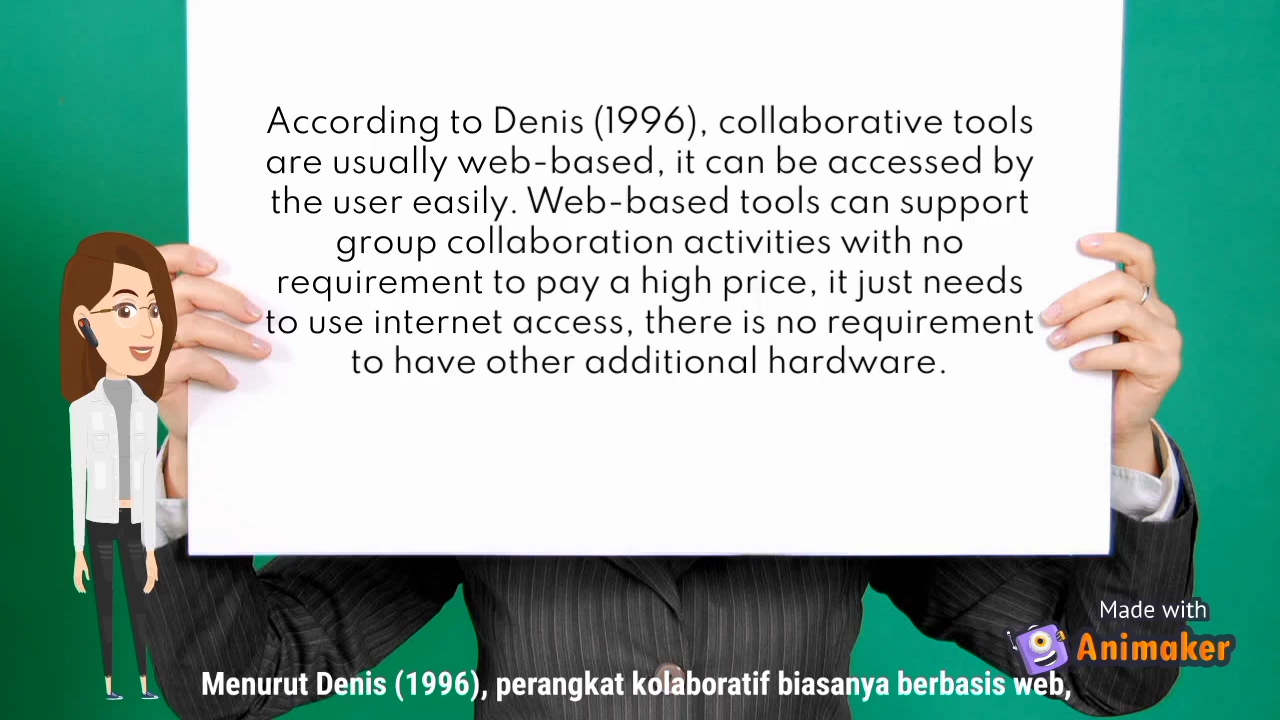 According to Denis (1996), collaborative tools
are usually web-based, it can be accessed by
the user easily. Web-based tools can support
group collaboration activities with no
requirement to pay a high price, it just needs
to use internet access, there is no requirement
to have other additional hardware.
Made with
Animaker
Menurut Denis (1996), perangkat kolaboratif biasanya berbasis web,